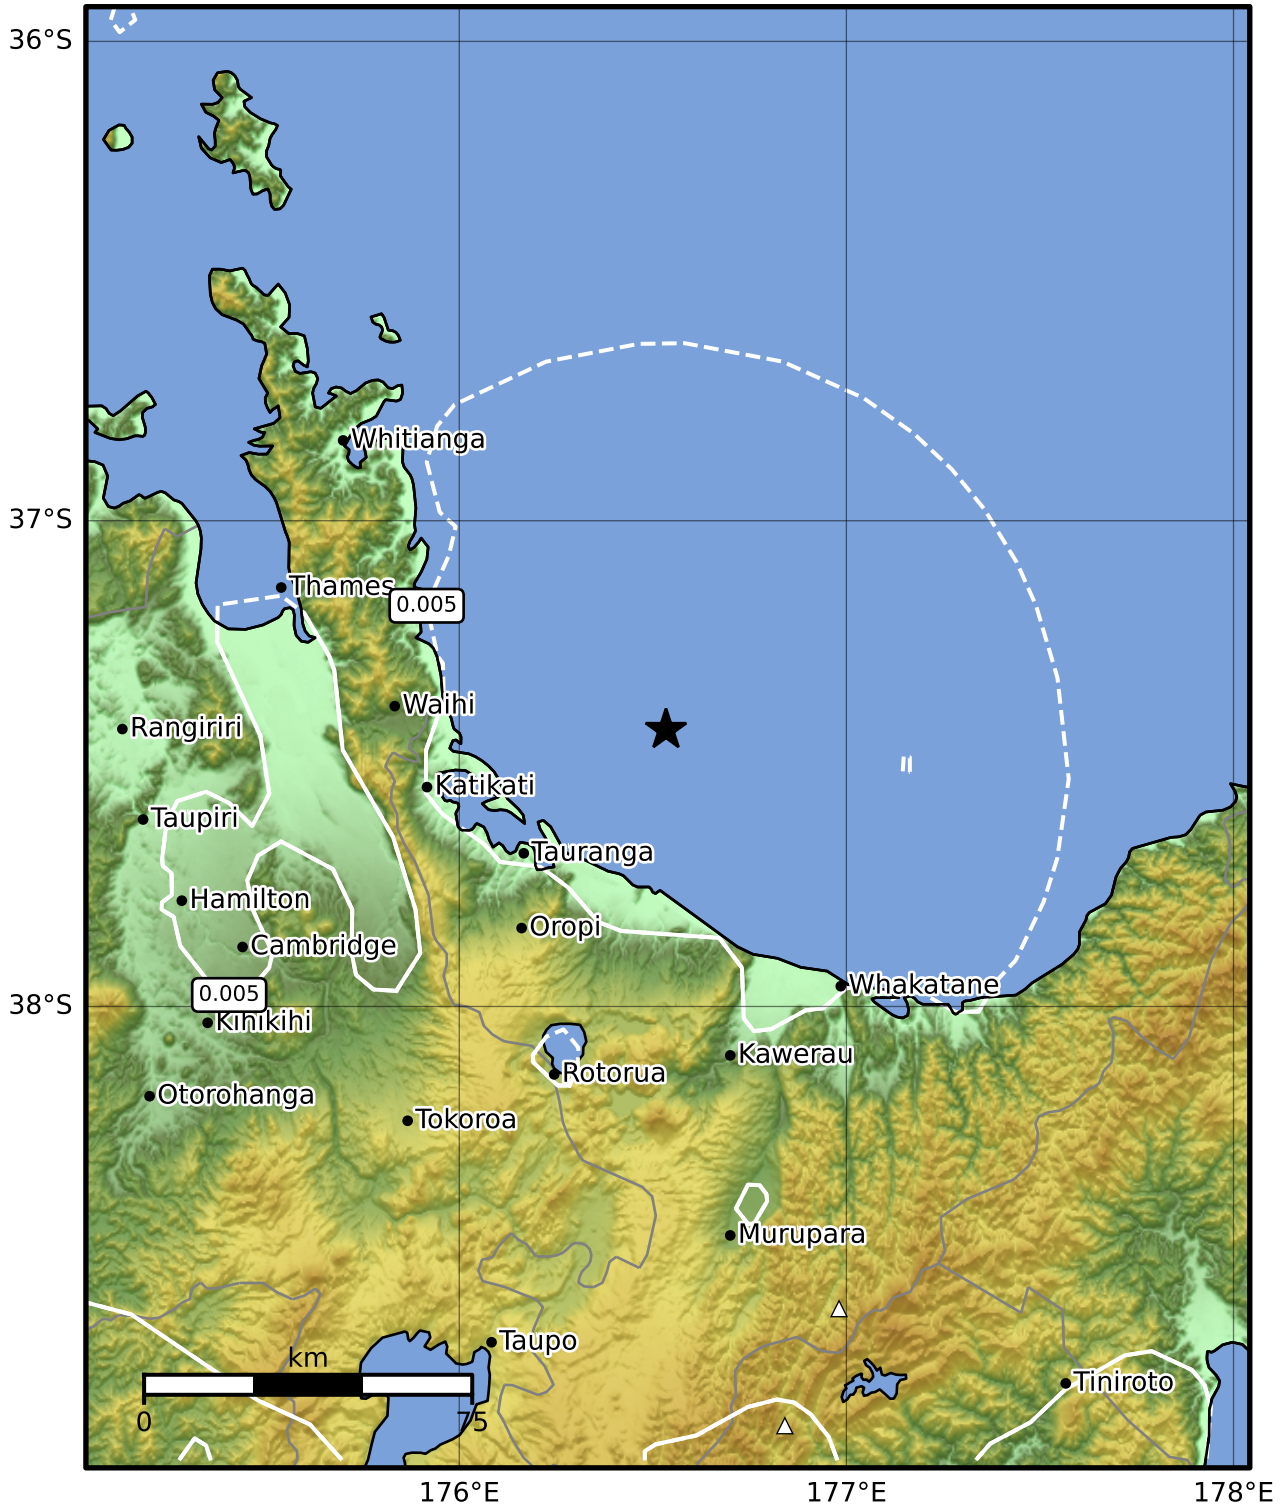 36°S
Whitianga
37°S
Thames
0.005
Waihi
Rangiriri
Katikati
Taupiri
Tauranga
Hamilton
Oropi
Cambridge
Whakatane
0.005
38°S
Kihikihi
Kawerau
Rotorua
Otorohanga
Tokoroa
Murupara
Taupo
km
Tiniroto
0
75
176°E
177°E
178°E